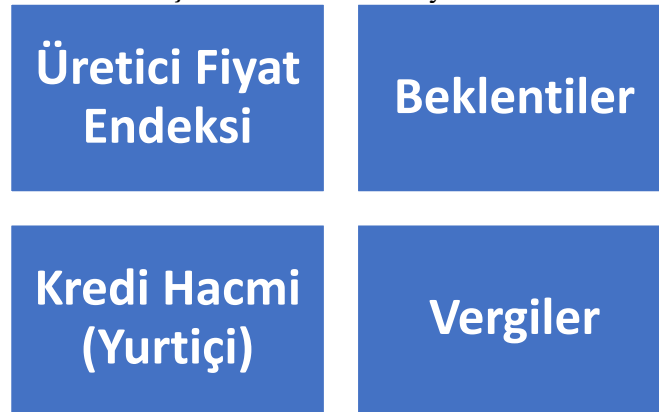 Üretici Fiyat
Endeksi
Beklentiler
Kredi Hacmi
(Yurtiçi)
Vergiler